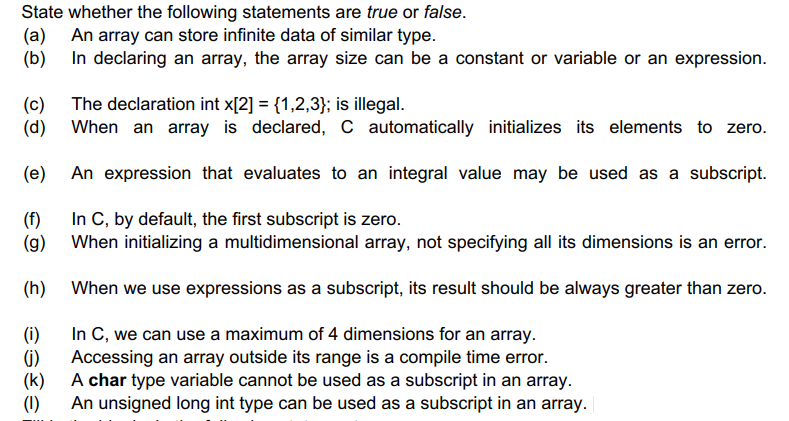 State whether the following statements are true or false.
(a) An array can store infinite data of similar type.
(b) In declaring an array, the array size can be a constant or variable or an expression.
(c) The declaration int x[2] = {1,2,3}; is illegal.
(d) When an array is declared, C automatically initializes its elements to zero.
(e) An expression that evaluates to an integral value may be used as a subscript.
(f) In C, by default, the first subscript is zero.
(g) When initializing a multidimensional array, not specifying all its dimensions is an error.
(h) When we use expressions as a subscript, its result should be always greater than zero.
(i) In C, we can use a maximum of 4 dimensions for an array.
(j) Accessing an array outside its range is a compile time error.
(k) A char type variable cannot be used as a subscript in an array.
(l) An unsigned long int type can be used as a subscript in an array.